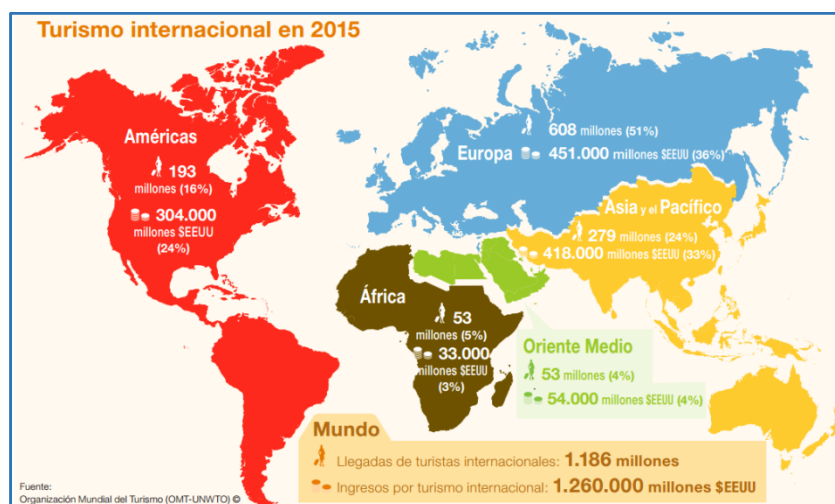 Turismo internacional en 2015
Américas
193
millones (16%)
304.000
millones $EEUU
(24%)
Europa
608 millones (51%)
451.000 millones $EEUU (36%)
Asia y el Pacífico
279 millones (24%)
418.000 millones $EEUU (33%)
África
53
millones
(5%)
33.000
millones $EEUU
(3%)
Oriente Medio
53 millones (4%)
54.000 millones $EEUU (4%)
Mundo
Llegadas de turistas internacionales: 1.186 millones
Ingresos por turismo internacional: 1.260.000 millones $EEUU
Fuente:
Organización Mundial del Turismo (OMT-UNWTO) ©